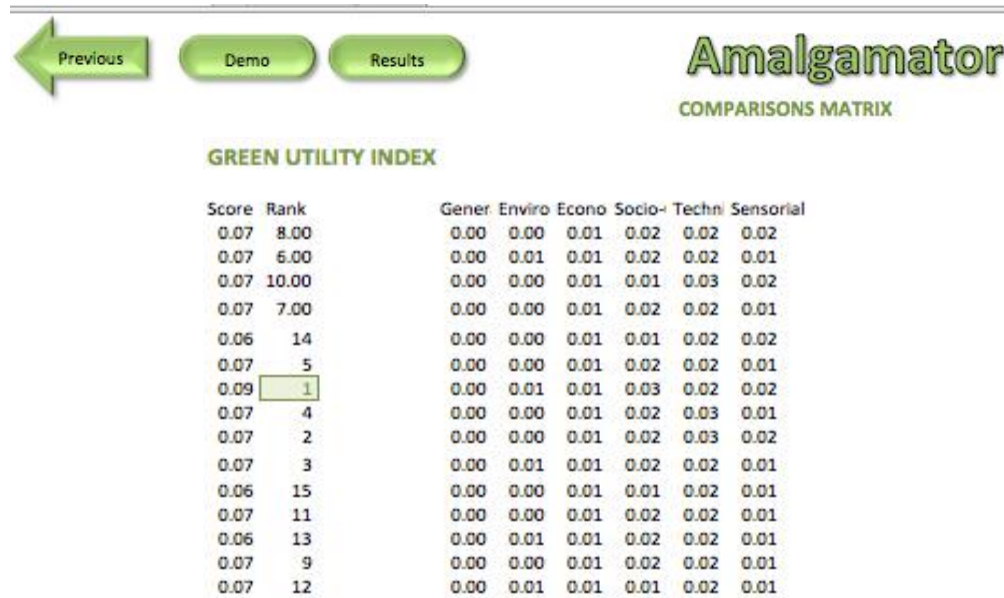 Previous Demo Results
Amalgamator
COMPARISONS MATRIX
GREEN UTILITY INDEX
Score Rank Gener Enviro Econo Socio- Techni Sensorial
0.07 8.00 0.00 0.00 0.01 0.02 0.02 0.02
0.07 6.00 0.00 0.01 0.01 0.02 0.02 0.01
0.07 10.00 0.00 0.00 0.01 0.01 0.03 0.02
0.07 7.00 0.00 0.00 0.01 0.02 0.02 0.01
0.06 14 0.00 0.00 0.01 0.01 0.02 0.02
0.07 5 0.00 0.00 0.01 0.02 0.02 0.01
0.09 1 0.00 0.01 0.01 0.03 0.02 0.02
0.07 4 0.00 0.00 0.01 0.02 0.03 0.01
0.07 2 0.00 0.00 0.01 0.02 0.03 0.02
0.07 3 0.00 0.01 0.01 0.02 0.02 0.01
0.06 15 0.00 0.00 0.01 0.01 0.02 0.01
0.07 11 0.00 0.00 0.01 0.02 0.02 0.01
0.06 13 0.00 0.01 0.01 0.02 0.02 0.01
0.07 9 0.00 0.00 0.01 0.02 0.02 0.01
0.07 12 0.00 0.01 0.01 0.01 0.02 0.01